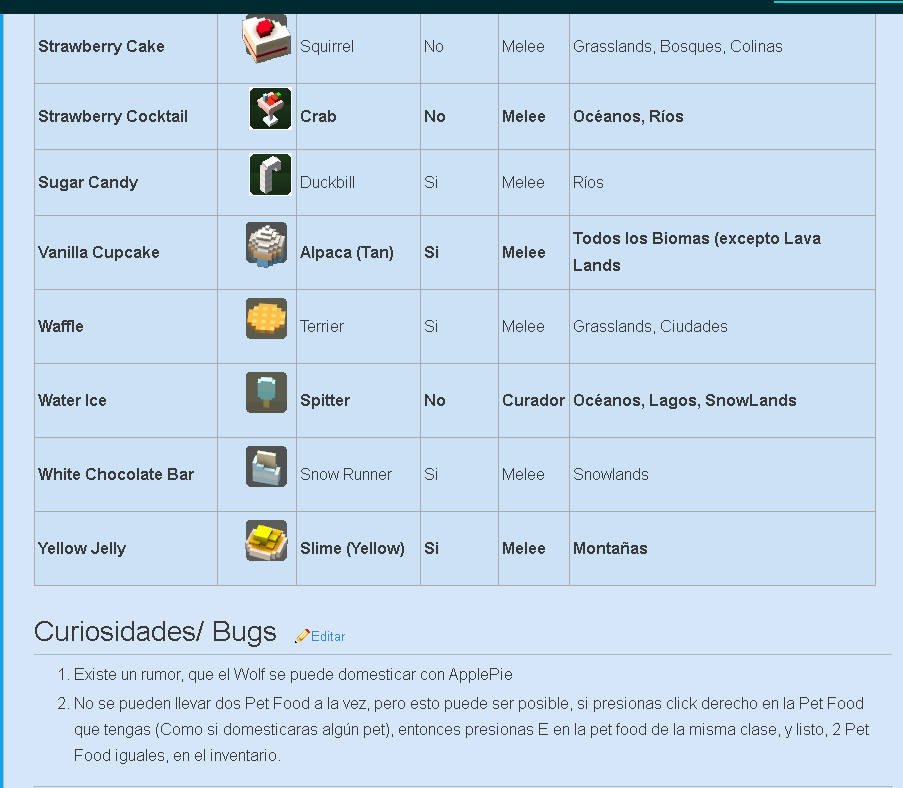 Strawberry Cake Squirrel No Melee Grasslands, Bosques, Colinas
Strawberry Cocktail Crab No Melee Océanos, Ríos
Sugar Candy Duckbill Si Melee Ríos
Vanilla Cupcake Alpaca (Tan) Si Melee Todos los Biomas (excepto Lava
Lands
Waffle Terrier Si Melee Grasslands, Ciudades
Water Ice Spitter No Curador Océanos, Lagos, SnowLands
White Chocolate Bar Snow Runner Si Melee Snowlands
Yellow Jelly Slime (Yellow) Si Melee Montañas
Curiosidades/ Bugs Editar
1. Existe un rumor, que el Wolf se puede domesticar con ApplePie
2. No se pueden llevar dos Pet Food a la vez, pero esto puede ser posible, si presionas click derecho en la Pet Food
que tengas (Como si domesticaras algún pet), entonces presionas E en la pet food de la misma clase, y listo, 2 Pet
Food iguales, en el inventario.